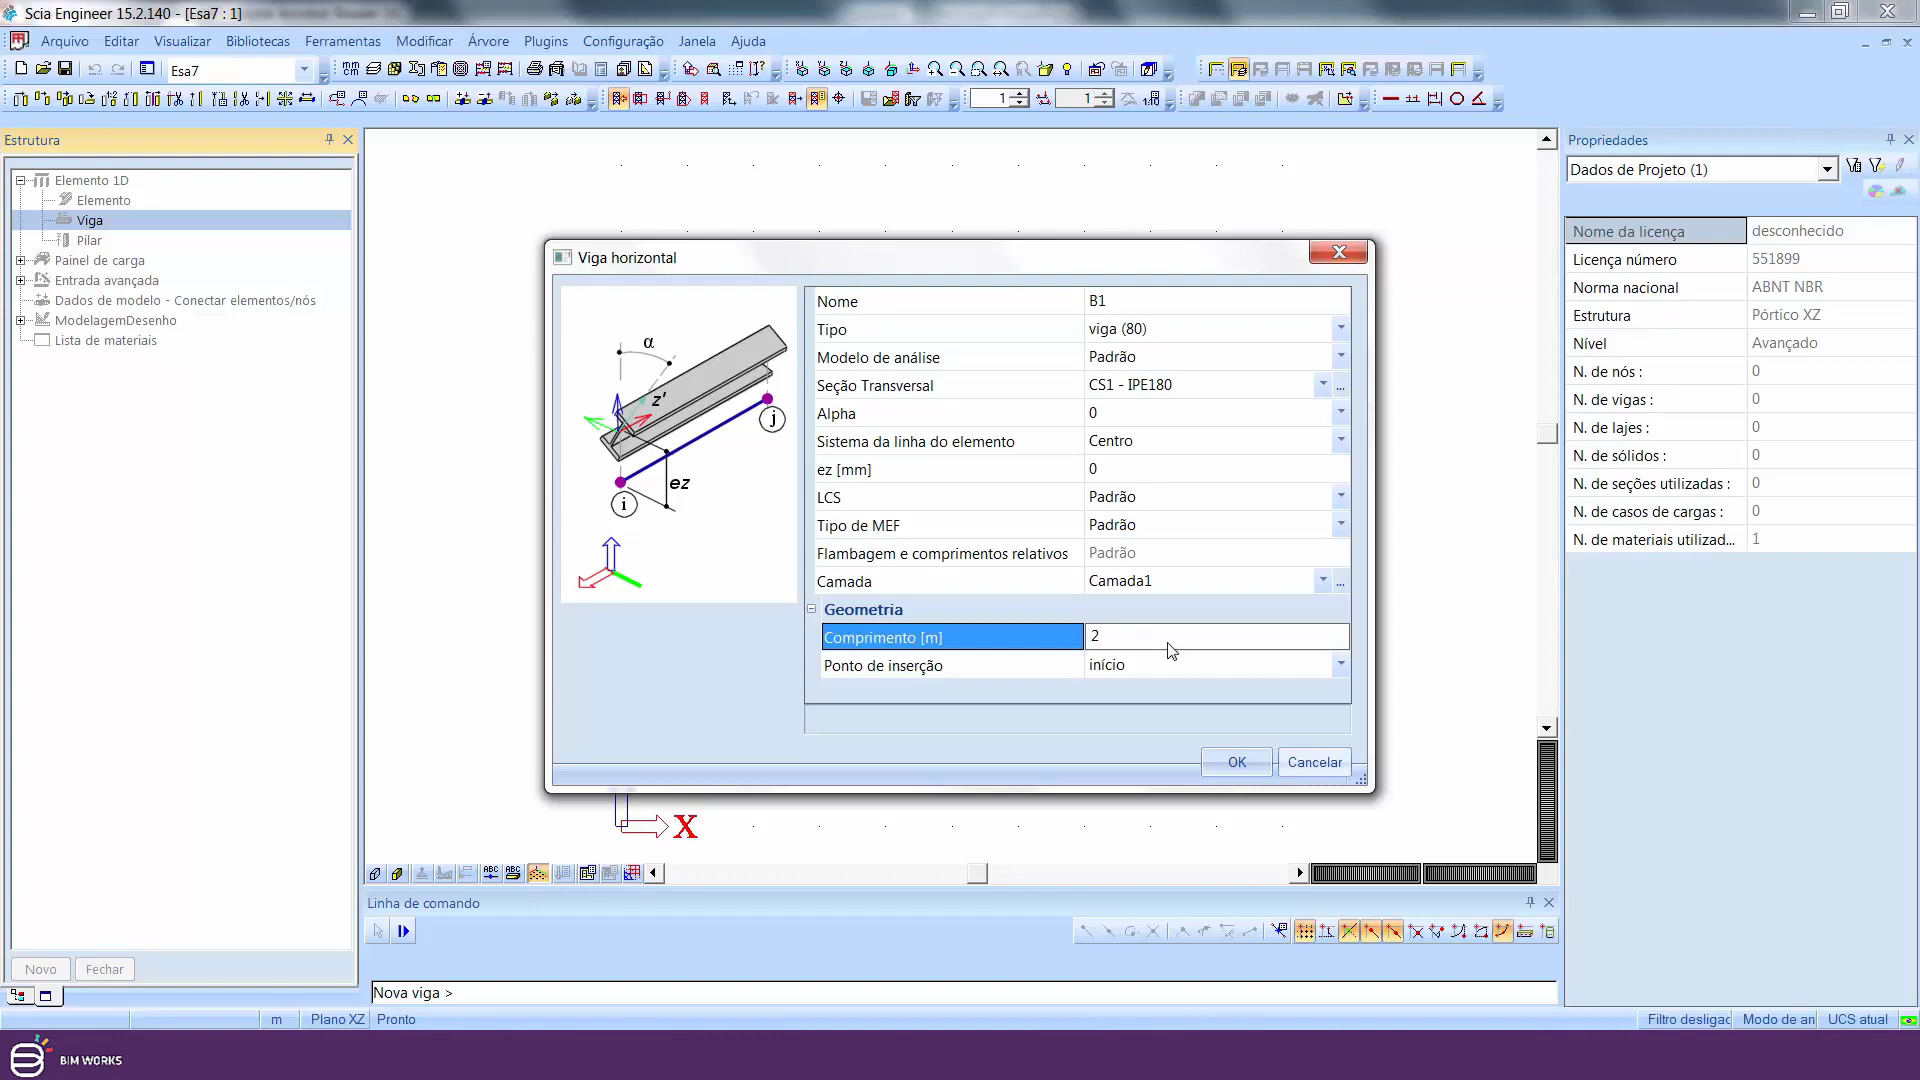 Scia Engineer 15.2.140 - [Esa7 : 1]
Arquivo Editar Visualizar Bibliotecas Ferramentas Modificar Árvore Plugins Configuração Janela Ajuda
Esa7
1
1
Estrutura
Elemento 1D
Elemento
Viga
Pilar
Painel de carga
Entrada avançada
Dados de modelo - Conectar elementos/nós
ModelagemDesenho
Lista de materiais
Novo Fechar
Viga horizontal
α
z'
j
ez
i
Nome B1
Tipo viga (80)
Modelo de análise Padrão
Seção Transversal CS1 - IPE180 ...
Alpha 0
Sistema da linha do elemento Centro
ez [mm] 0
LCS Padrão
Tipo de MEF Padrão
Flambagem e comprimentos relativos Padrão
Camada Camada1 ...
Geometria
Comprimento [m] 2
Ponto de inserção início
OK Cancelar
X
Linha de comando
Nova viga >
Propriedades
Dados de Projeto (1)
Nome da licença desconhecido
Licença número 551899
Norma nacional ABNT NBR
Estrutura Pórtico XZ
Nível Avançado
N. de nós : 0
N. de vigas : 0
N. de lajes : 0
N. de sólidos : 0
N. de seções utilizadas : 0
N. de casos de cargas : 0
N. de materiais utilizad... 1
m Plano XZ Pronto Filtro desligac Modo de an UCS atual
BIM WORKS